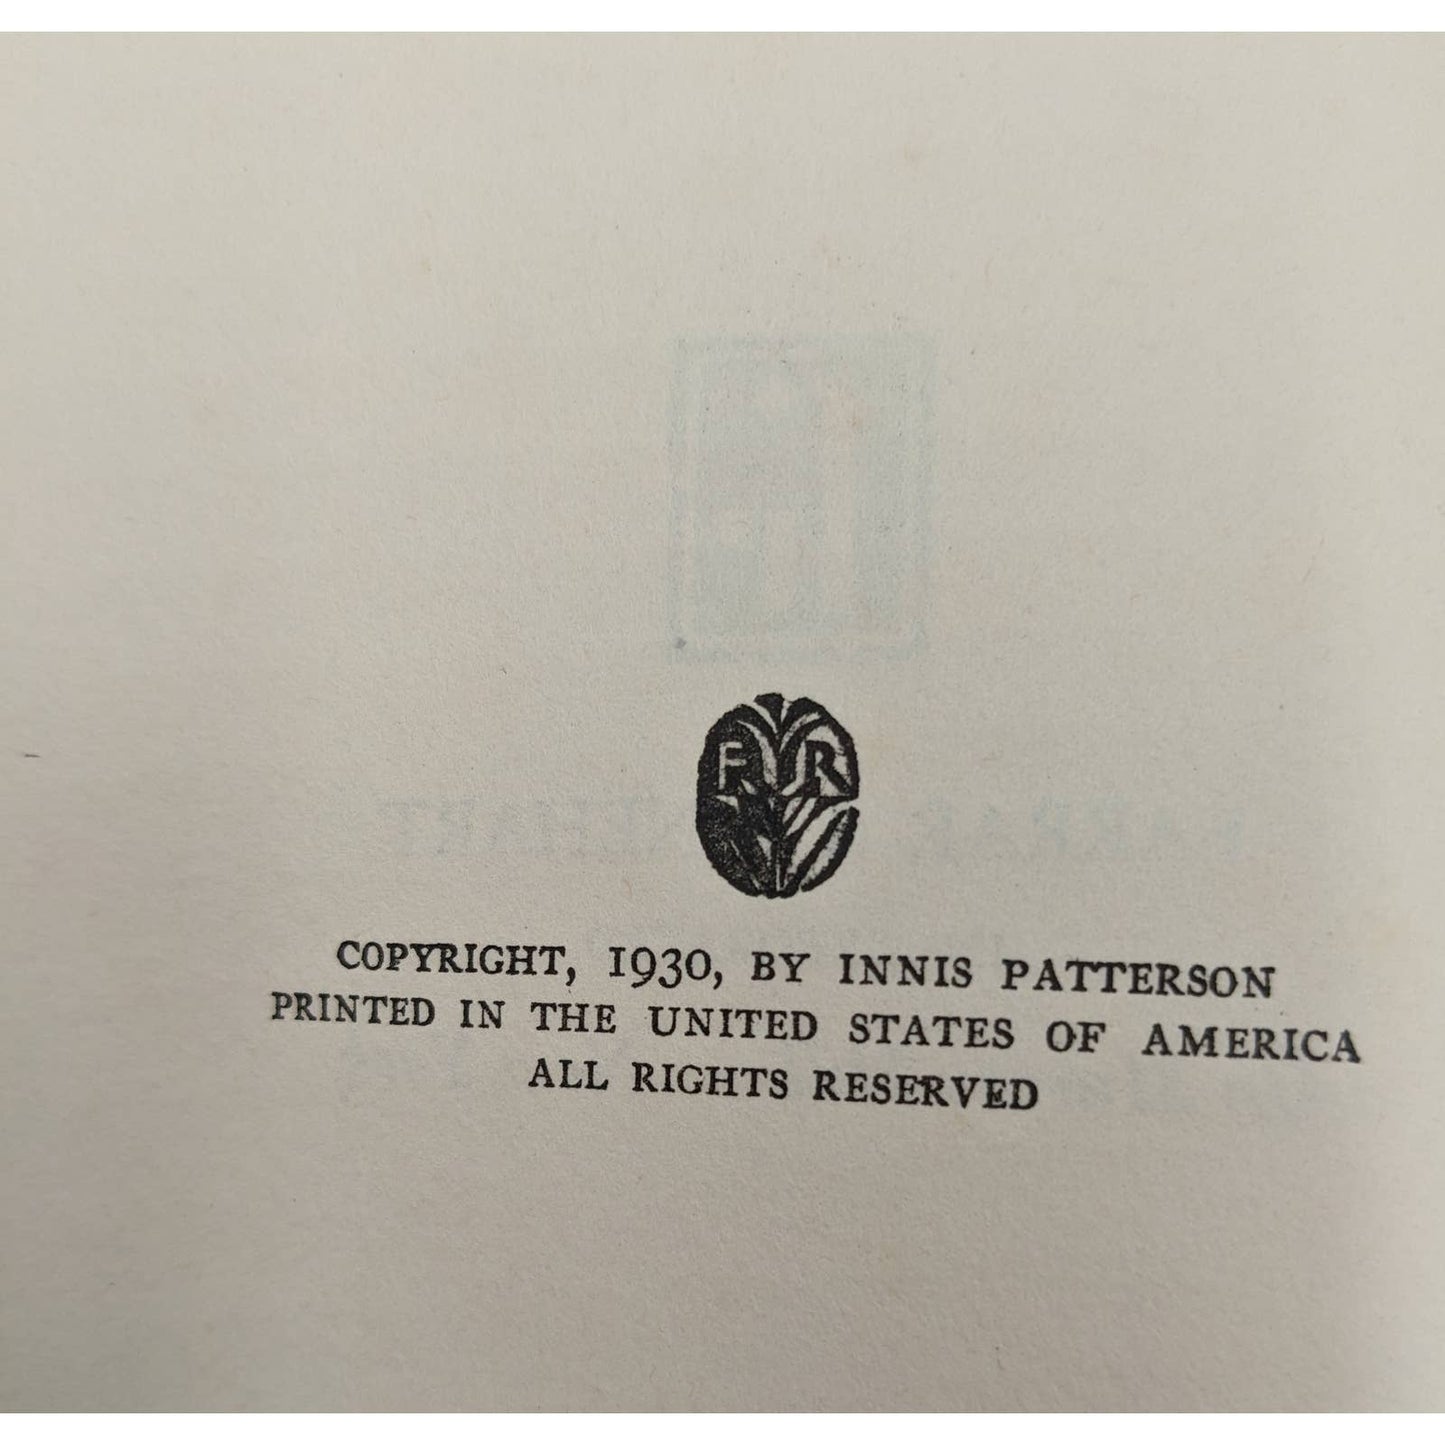 F R
COPYRIGHT, 1930, BY INNIS PATTERSON
PRINTED IN THE UNITED STATES OF AMERICA
ALL RIGHTS RESERVED